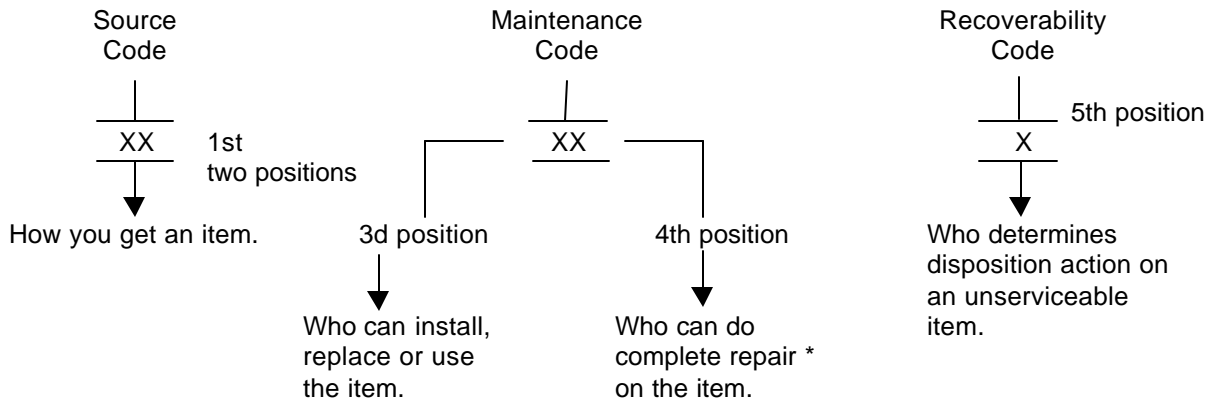 Source
Code
XX
1st
two positions
How you get an item.
Maintenance
Code
XX
3d position
Who can install,
replace or use
the item.
4th position
Who can do
complete repair *
on the item.
Recoverability
Code
5th position
X
Who determines
disposition action on
an unserviceable
item.